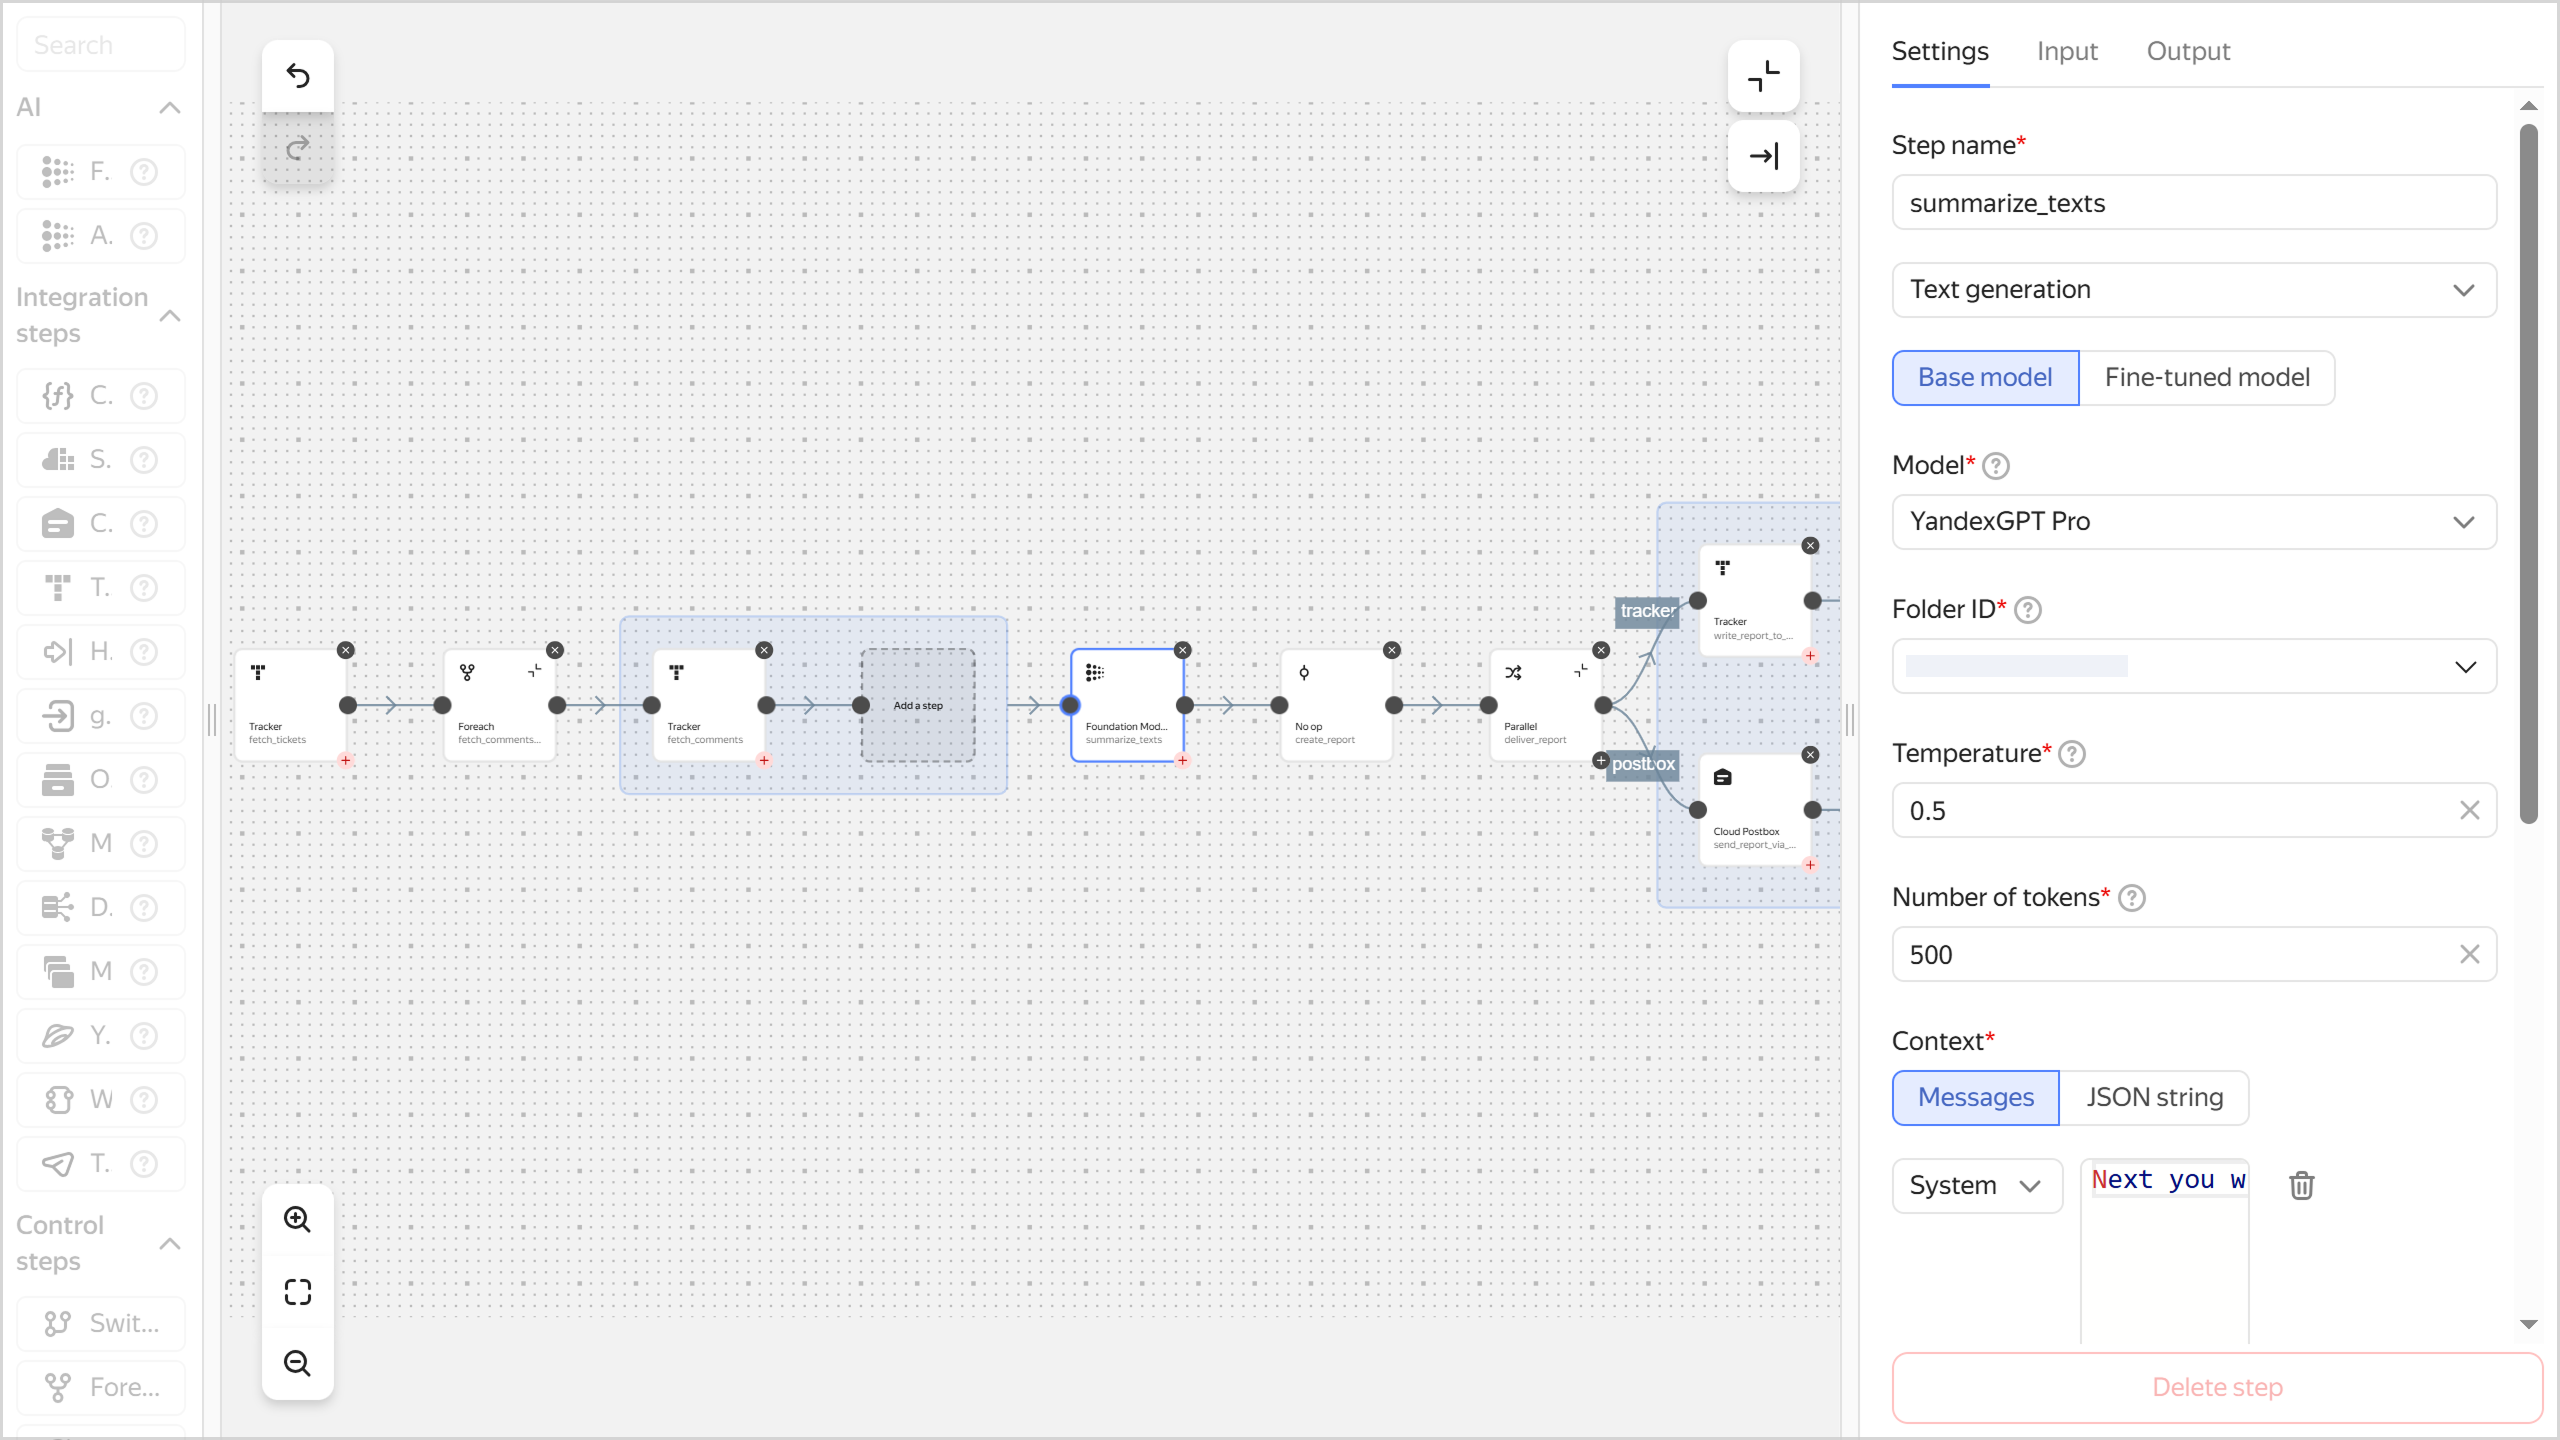 Search
AI
F.
A.
Integration
steps
C.
S.
C.
T.
H.
g.
O
M
D.
M
Y.
W
T.
Control
steps
Swit...
Fore...
Tracker
fetch_tickets
Foreach
fetch_comments...
Tracker
fetch_comments
Add a step
Foundation Mod...
summarize_texts
No op
create_report
Parallel
deliver_report
tracker
postbox
Tracker
write_report_to_...
Cloud Postbox
send_report_via_...
Settings Input Output
Step name*
summarize_texts
Text generation
Base model Fine-tuned model
Model*
YandexGPT Pro
Folder ID*
Temperature*
0.5
Number of tokens*
500
Context*
Messages JSON string
System Next you w
Delete step